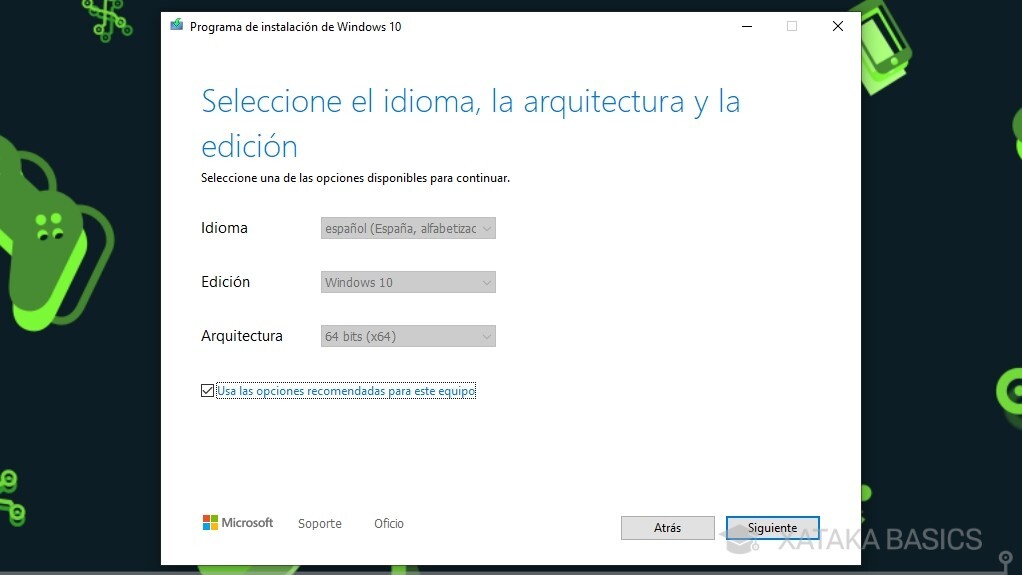 Programa de instalación de Windows 10
Seleccione el idioma, la arquitectura y la
edición
Seleccione una de las opciones disponibles para continuar.
Idioma español (España, alfabetizac
Edición Windows 10
Arquitectura 64 bits (x64)
Usa las opciones recomendadas para este equipo
Microsoft Soporte Oficio Atrás Siguiente
XATAKA BASICS